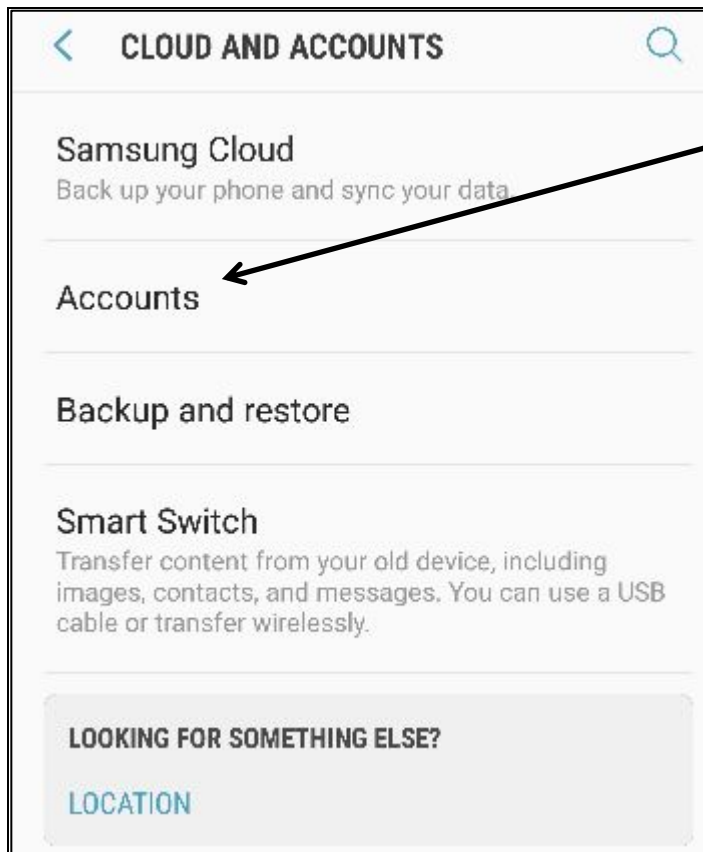 CLOUD AND ACCOUNTS
Samsung Cloud
Back up your phone and sync your data.
Accounts
Backup and restore
Smart Switch
Transfer content from your old device, including
images, contacts, and messages. You can use a USB
cable or transfer wirelessly.
LOOKING FOR SOMETHING ELSE?
LOCATION